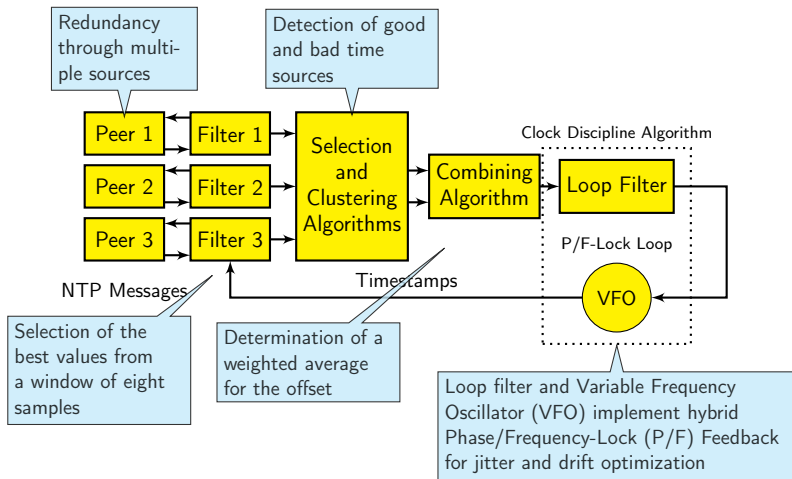 Redundancy
through multi-
ple sources
Detection of good
and bad time
sources
Peer 1
Filter 1
Peer 2
Filter 2
Peer 3
Filter 3
Selection
and
Clustering
Algorithms
Combining
Algorithm
Clock Discipline Algorithm
Loop Filter
P/F-Lock Loop
VFO
NTP Messages
Timestamps
Selection of the
best values from
a window of eight
samples
Determination of a
weighted average
for the offset
Loop filter and Variable Frequency
Oscillator (VFO) implement hybrid
Phase/Frequency-Lock (P/F) Feedback
for jitter and drift optimization